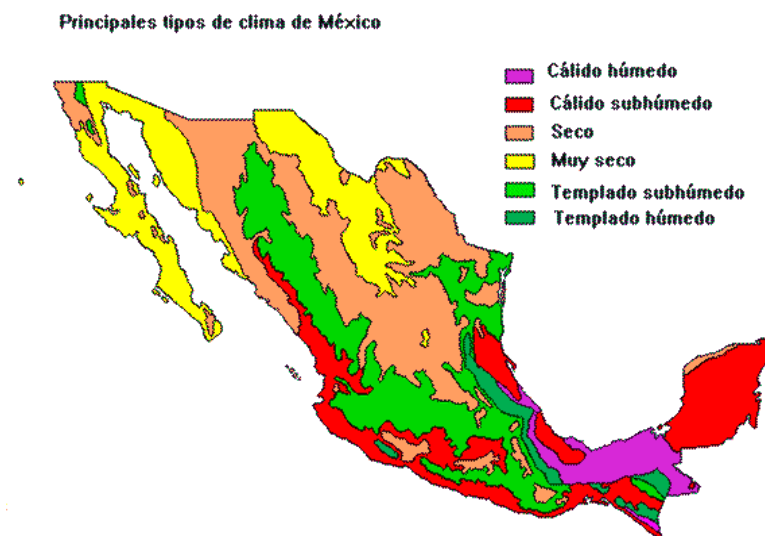 Principales tipos de clima de México
Cálido húmedo
Cálido subhúmedo
Seco
Muy seco
Templado subhúmedo
Templado húmedo